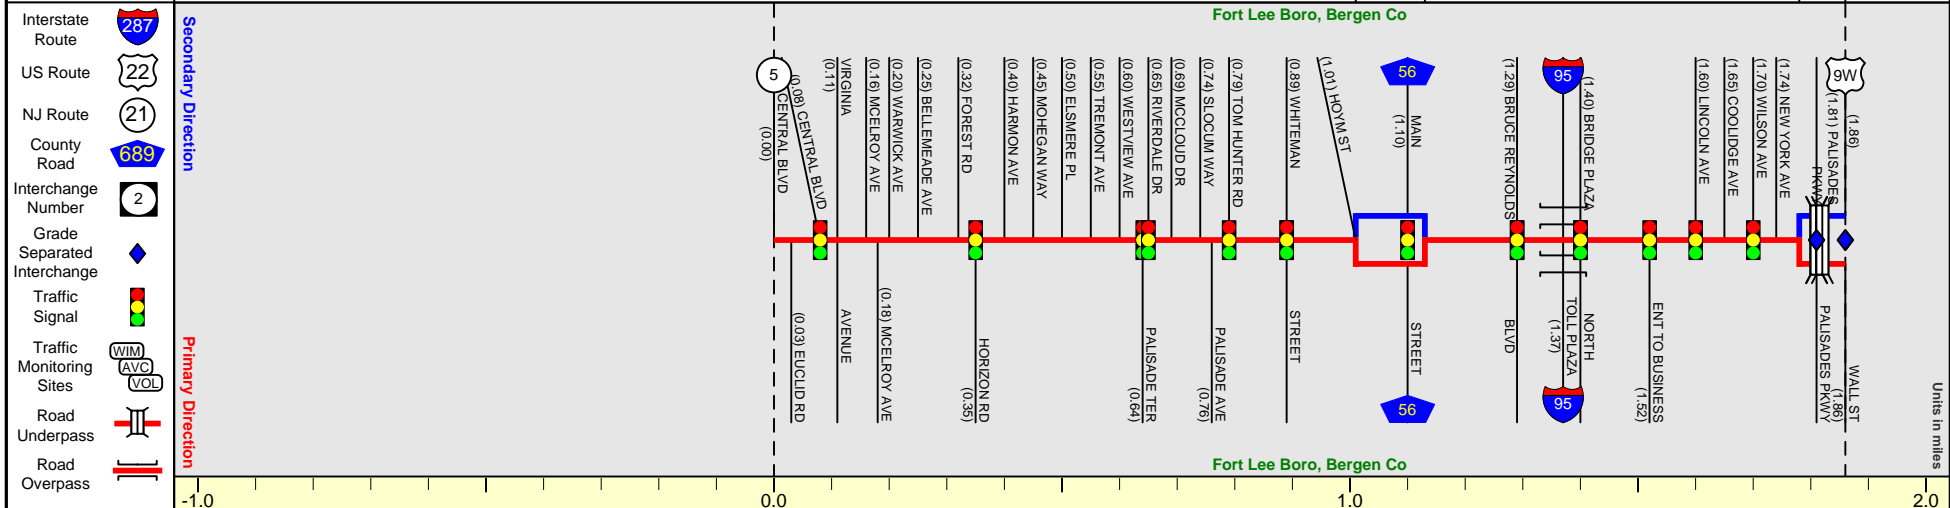 Interstate
Route
287
US Route
22
NJ Route
21
County
Road
689
Interchange
Number
2
Grade
Separated
Interchange
Traffic
Signal
Traffic
Monitoring
Sites
WIM
AVC
VOL
Road
Underpass
Road
Overpass
Secondary Direction
Primary Direction
Fort Lee Boro, Bergen Co
5
CENTRAL BLVD
(0.00)
(0.08) CENTRAL BLVD
(0.11)
VIRGINIA
(0.16) MCELROY AVE
(0.20) WARWICK AVE
(0.25) BELLEMEADE AVE
(0.32) FOREST RD
(0.40) HARMON AVE
(0.45) MOHEGAN WAY
(0.50) ELSMERE PL
(0.55) TREMONT AVE
(0.60) WESTVIEW AVE
(0.65) RIVERDALE DR
(0.69) MCCLOUD DR
(0.74) SLOCUM WAY
(0.79) TOM HUNTER RD
(0.89) WHITEMAN
(1.01) HOYM ST
56
MAIN
(1.10)
(1.29) BRUCE REYNOLDS
95
(1.40) BRIDGE PLAZA
(1.60) LINCOLN AVE
(1.65) COOLIDGE AVE
(1.70) WILSON AVE
(1.74) NEW YORK AVE
(1.81) PALISADES
PKWY
9W
(1.86)
(0.03) EUCLID RD
AVENUE
(0.18) MCELROY AVE
HORIZON RD
(0.35)
PALISADE TER
(0.64)
PALISADE AVE
(0.76)
STREET
STREET
56
BLVD
TOLL PLAZA
(1.37)
95
NORTH
ENT TO BUSINESS
(1.52)
PALISADES PKWY
WALL ST
(1.86)
Fort Lee Boro, Bergen Co
Units in miles
-1.0
0.0
1.0
2.0